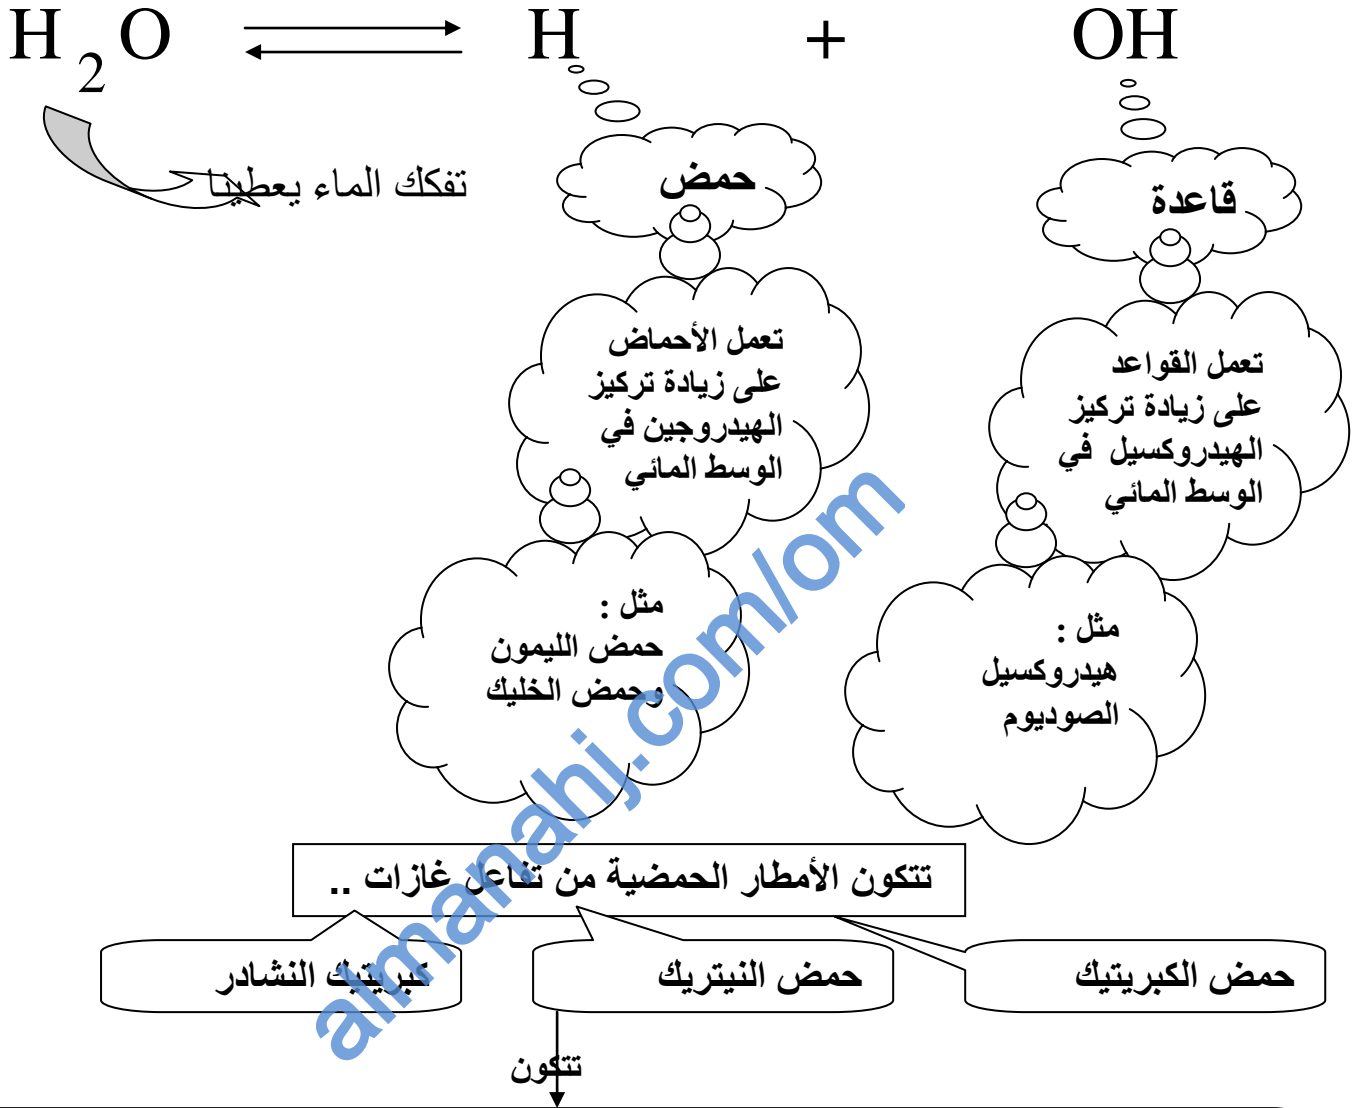 H2O H + OH
تفكك الماء يعطينا
حمض
قاعدة
تعمل الأحماض
على زيادة تركيز
الهيدروجين في
الوسط المائي
تعمل القواعد
على زيادة تركيز
الهيدروكسيل في
الوسط المائي
مثل :
حمض الليمون
وحمض الخليك
مثل :
هيدروكسيل
الصوديوم
تتكون الأمطار الحمضية من تفاعل غازات ..
حمض الكبريتيك
حمض النيتريك
كبريتيك النشادر
تتكون
almanahj.com/om